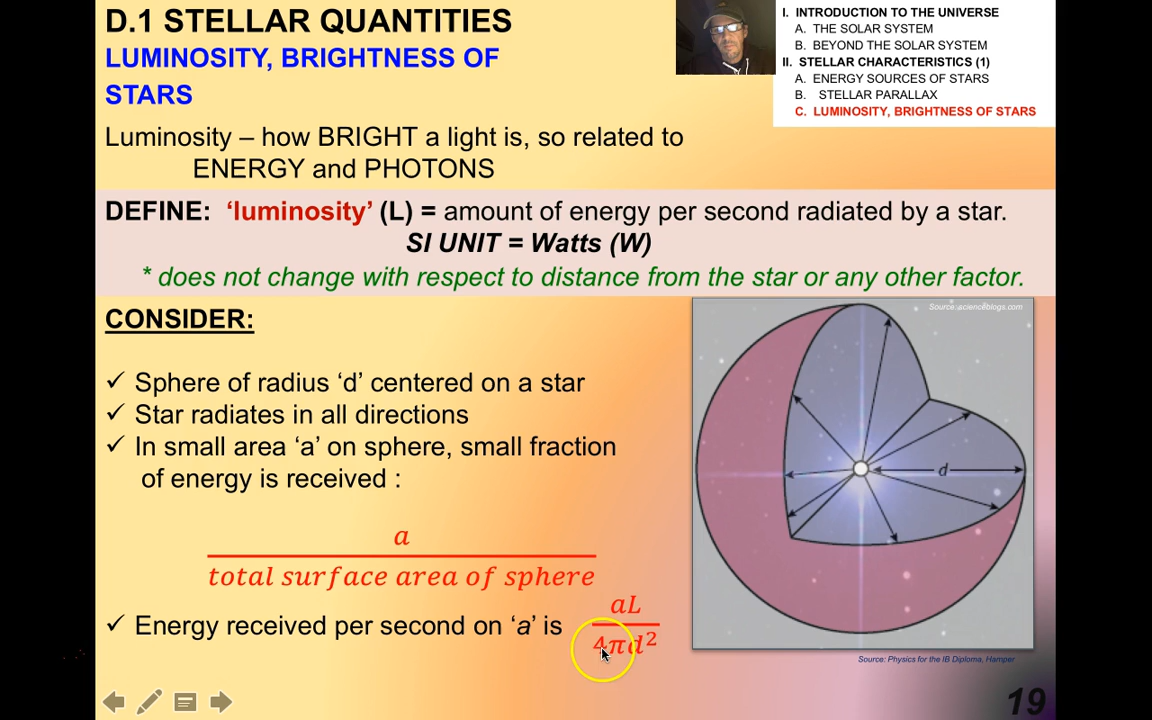 D.1 STELLAR QUANTITIES
LUMINOSITY, BRIGHTNESS OF
STARS
I. INTRODUCTION TO THE UNIVERSE
A. THE SOLAR SYSTEM
B. BEYOND THE SOLAR SYSTEM
II. STELLAR CHARACTERISTICS (1)
A. ENERGY SOURCES OF STARS
B. STELLAR PARALLAX
C. LUMINOSITY, BRIGHTNESS OF STARS
Luminosity – how BRIGHT a light is, so related to
ENERGY and PHOTONS
DEFINE: ‘luminosity’ (L) = amount of energy per second radiated by a star.
SI UNIT = Watts (W)
* does not change with respect to distance from the star or any other factor.
CONSIDER:
✓ Sphere of radius ‘d’ centered on a star
✓ Star radiates in all directions
✓ In small area ‘a’ on sphere, small fraction
of energy is received :
a
total surface area of sphere
✓ Energy received per second on ‘a’ is
aL
4πd²
Source: scienceblogs.com
d
Source: Physics for the IB Diploma, Hamper
19